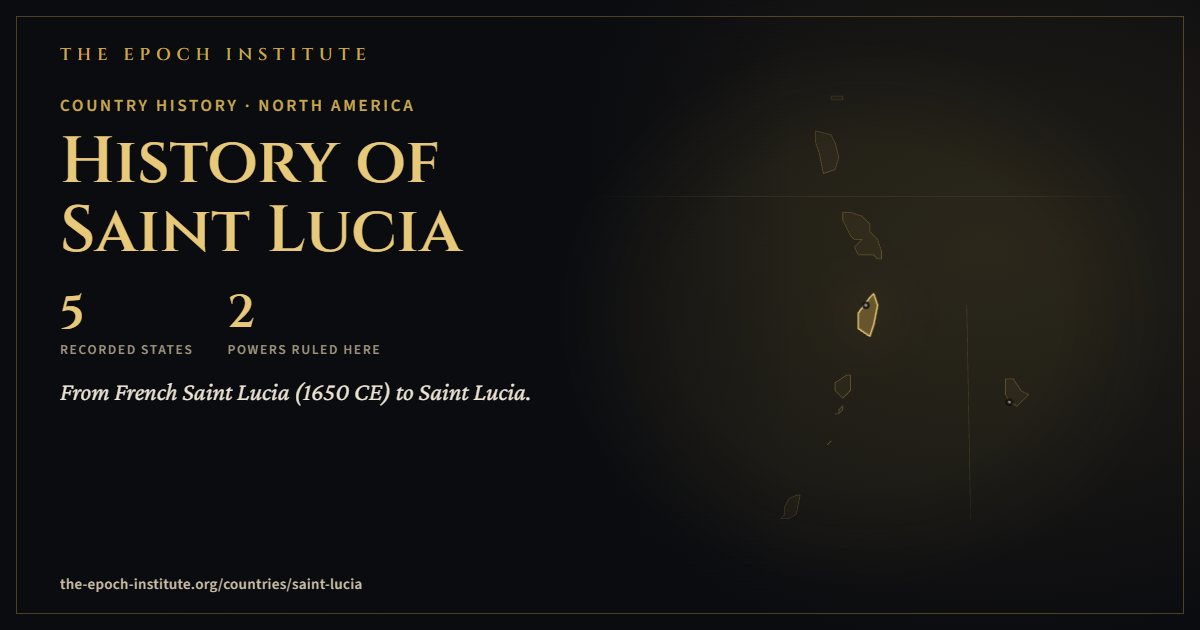 THE EPOCH INSTITUTE
COUNTRY HISTORY · NORTH AMERICA
History of
Saint Lucia
5 2
RECORDED STATES POWERS RULED HERE
From French Saint Lucia (1650 CE) to Saint Lucia.
the-epoch-institute.org/countries/saint-lucia